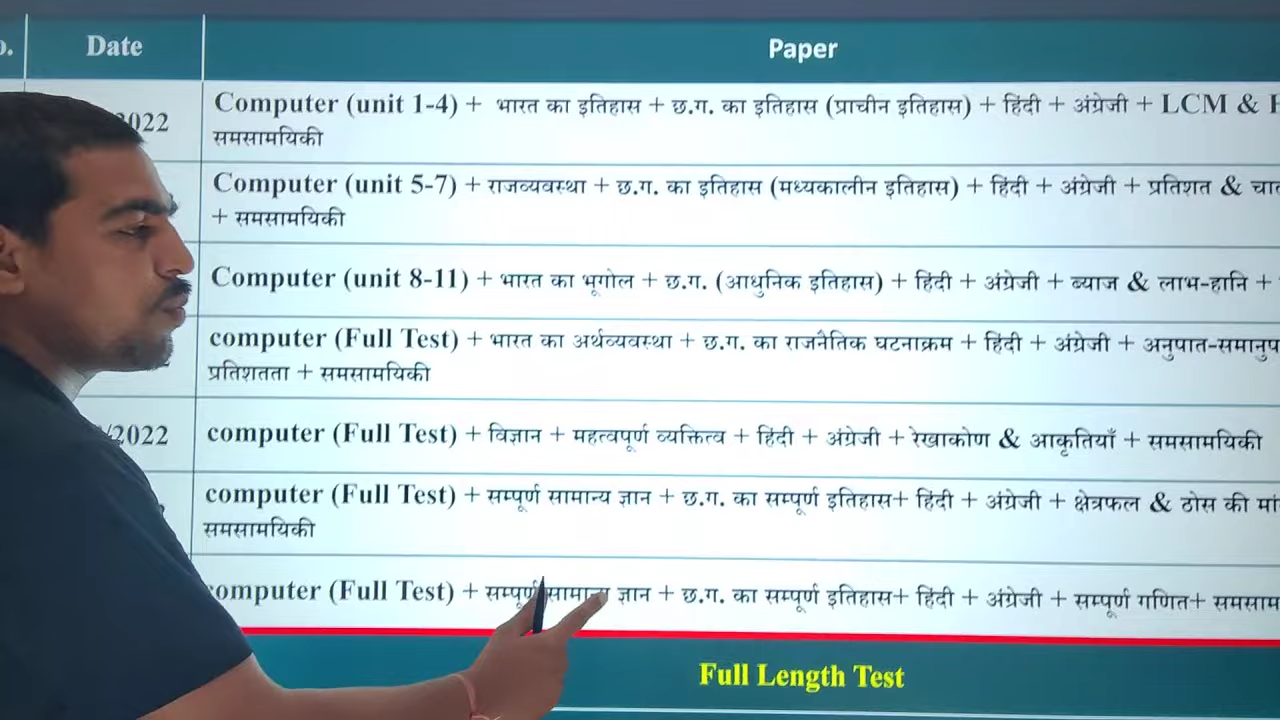 Date Paper
2022 Computer (unit 1-4) + भारत का इतिहास + छ.ग. का इतिहास (प्राचीन इतिहास) + हिंदी + अंग्रेजी + LCM &
समसामयिकी
Computer (unit 5-7) + राजव्यवस्था + छ.ग. का इतिहास (मध्यकालीन इतिहास) + हिंदी + अंग्रेजी + प्रतिशत &
+ समसामयिकी
Computer (unit 8-11) + भारत का भूगोल + छ.ग. (आधुनिक इतिहास) + हिंदी + अंग्रेजी + ब्याज & लाभ-हानि +
computer (Full Test) + भारत का अर्थव्यवस्था + छ.ग. का राजनैतिक घटनाक्रम + हिंदी + अंग्रेजी +
प्रतिशतता + समसामयिकी
/2022 computer (Full Test) + विज्ञान + महत्वपूर्ण व्यक्तित्व + हिंदी + अंग्रेजी + रेखाकोण & आकृतियाँ + समसामयिकी
computer (Full Test) + सम्पूर्ण सामान्य ज्ञान + छ.ग. का सम्पूर्ण इतिहास+ हिंदी + अंग्रेजी + क्षेत्रफल & ठोस की
समसामयिकी
computer (Full Test) + सम्पूर्ण सामान्य ज्ञान + छ.ग. का सम्पूर्ण इतिहास+ हिंदी + अंग्रेजी + सम्पूर्ण गणित+
Full Length Test